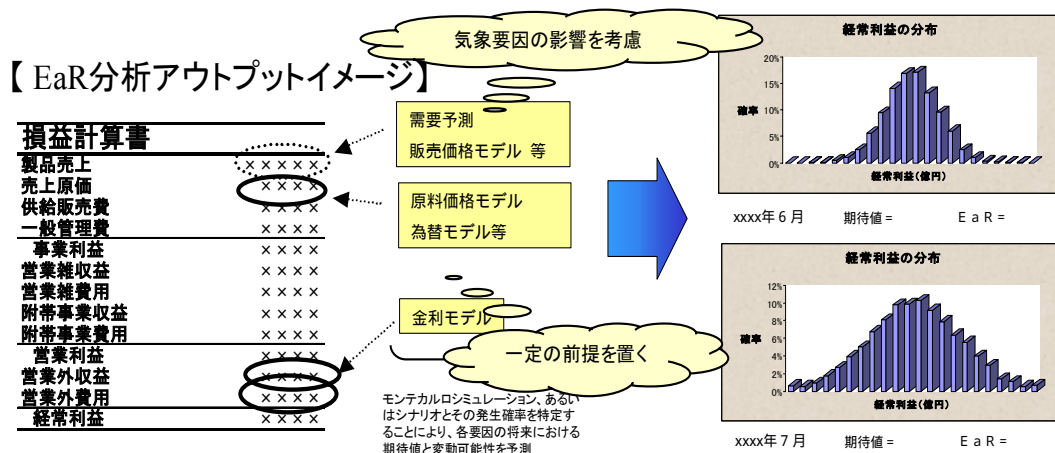 気象要因の影響を考慮
【 EaR分析アウトプットイメージ】
損益計算書
製品売上 ×××××
売上原価 ××××
供給販売費 ××××
一般管理費 ××××
事業利益 ××××
営業雑収益 ××××
営業雑費用 ××××
附帯事業収益 ××××
附帯事業費用 ××××
営業利益 ××××
営業外収益 ××××
営業外費用 ××××
経常利益 ××××
需要予測
販売価格モデル 等
原料価格モデル
為替モデル等
金利モデル
一定の前提を置く
モンテカルロシミュレーション、あるい
はシナリオとその発生確率を特定す
ることにより、各要因の将来における
期待値と変動可能性を予測
経常利益の分布
20%
15%
10%
5%
0%
確率
経常利益(億円)
xxxx年6月 期待値= EaR=
経常利益の分布
12%
10%
8%
6%
4%
2%
0%
確率
経常利益(億円)
xxxx年7月 期待値= EaR=